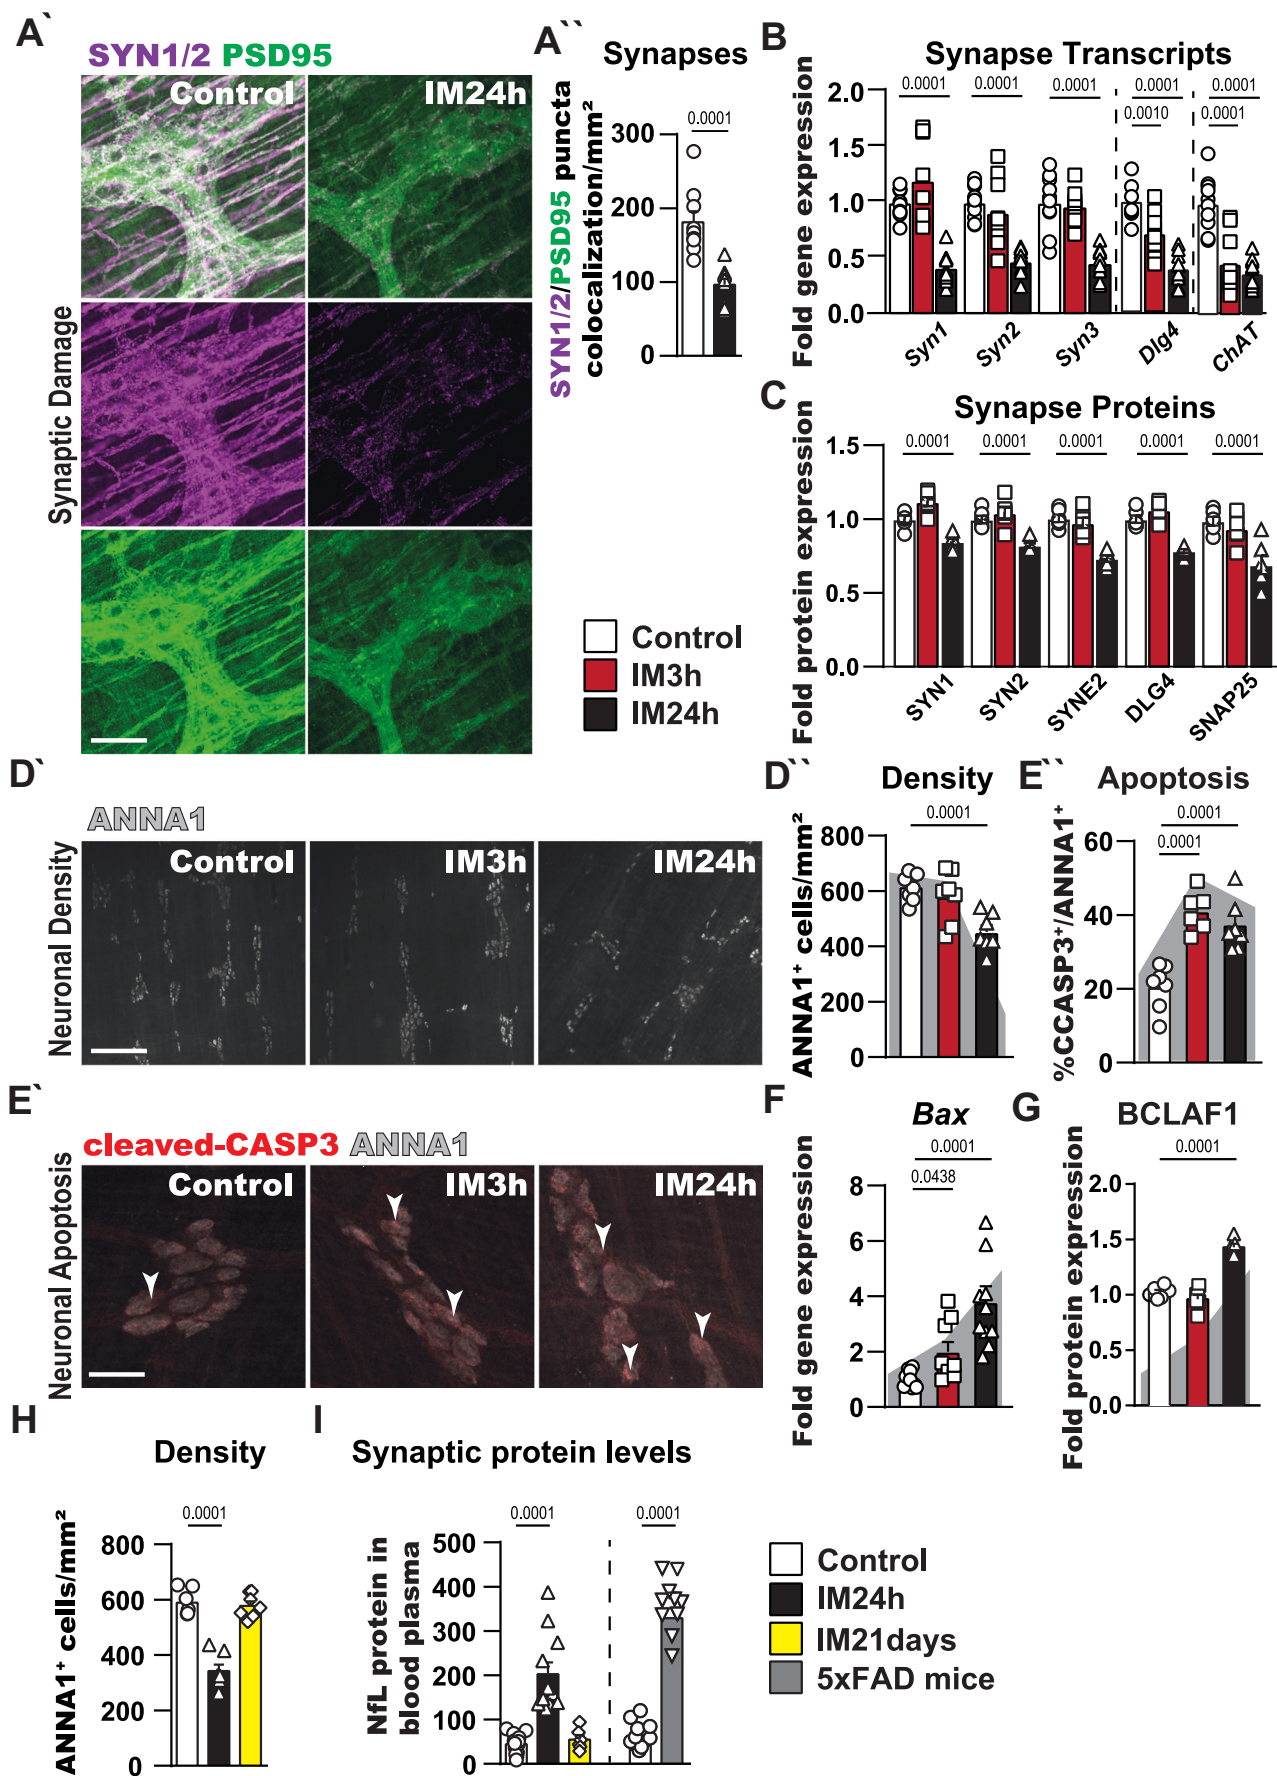 A`
SYN1/2 PSD95
Control
IM24h
Synaptic Damage
A``
Synapses
SYN1/2/PSD95 puncta
colocalization/mm²
300
200
100
0
0.0001
B
Synapse Transcripts
Fold gene expression
2.0
1.5
1.0
0.5
0.0
0.0001
0.0001
0.0001
0.0001
0.0001
0.0010
0.0001
Syn1
Syn2
Syn3
Dlg4
ChAT
C
Synapse Proteins
Fold protein expression
1.5
1.0
0.5
0.0
0.0001
0.0001
0.0001
0.0001
0.0001
SYN1
SYN2
SYNE2
DLG4
SNAP25
Control
IM3h
IM24h
D`
ANNA1
Neuronal Density
Control
IM3h
IM24h
D``
Density
ANNA1⁺ cells/mm²
800
600
400
200
0
0.0001
E``
Apoptosis
%CCASP3⁺/ANNA1⁺
60
40
20
0
0.0001
0.0001
E`
cleaved-CASP3 ANNA1
Neuronal Apoptosis
Control
IM3h
IM24h
F
Bax
Fold gene expression
8
6
4
2
0
0.0001
0.0438
G
BCLAF1
Fold protein expression
2.0
1.5
1.0
0.5
0.0
0.0001
H
Density
ANNA1⁺ cells/mm²
800
600
400
200
0
0.0001
I
Synaptic protein levels
NfL protein in
blood plasma
500
400
300
200
100
0
0.0001
0.0001
Control
IM24h
IM21days
5xFAD mice